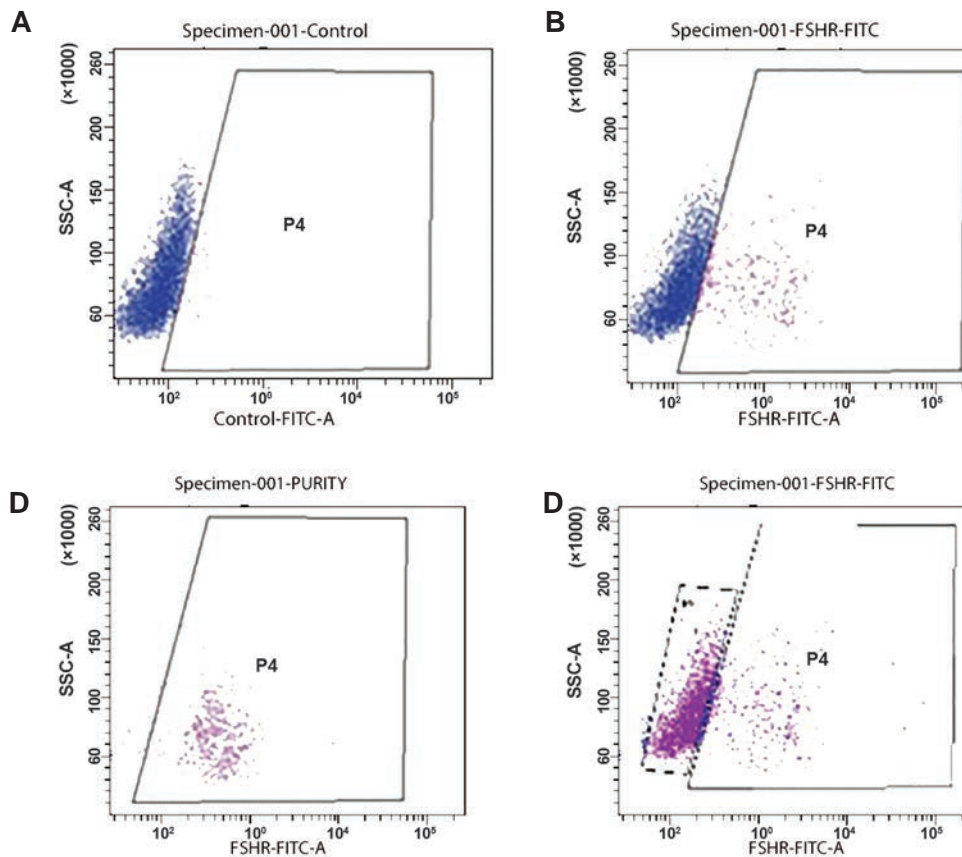 A
Specimen-001-Control
(×1000)
260
200
150
100
60
SSC-A
P4
10² 10⁰ 10⁴ 10⁵
Control-FITC-A
B
Specimen-001-FSHR-FITC
(×1000)
260
200
150
100
60
SSC-A
P4
10² 10⁰ 10⁴ 10⁵
FSHR-FITC-A
D
Specimen-001-PURITY
(×1000)
260
200
150
100
60
SSC-A
P4
10² 10⁰ 10⁴ 10⁵
FSHR-FITC-A
D
Specimen-001-FSHR-FITC
(×1000)
260
200
150
100
60
SSC-A
P4
10² 10⁰ 10⁴ 10⁵
FSHR-FITC-A